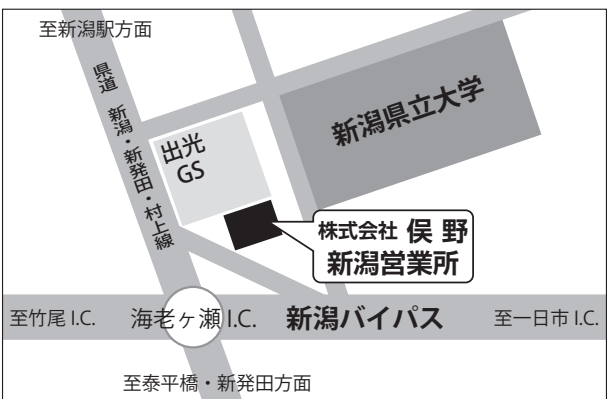 至新潟駅方面
県道 新潟・新発田・村上線
出光
GS
新潟県立大学
株式会社 俣野
新潟営業所
至竹尾 I.C.
海老ヶ瀬 I.C.
新潟バイパス
至一日市 I.C.
至泰平橋・新発田方面